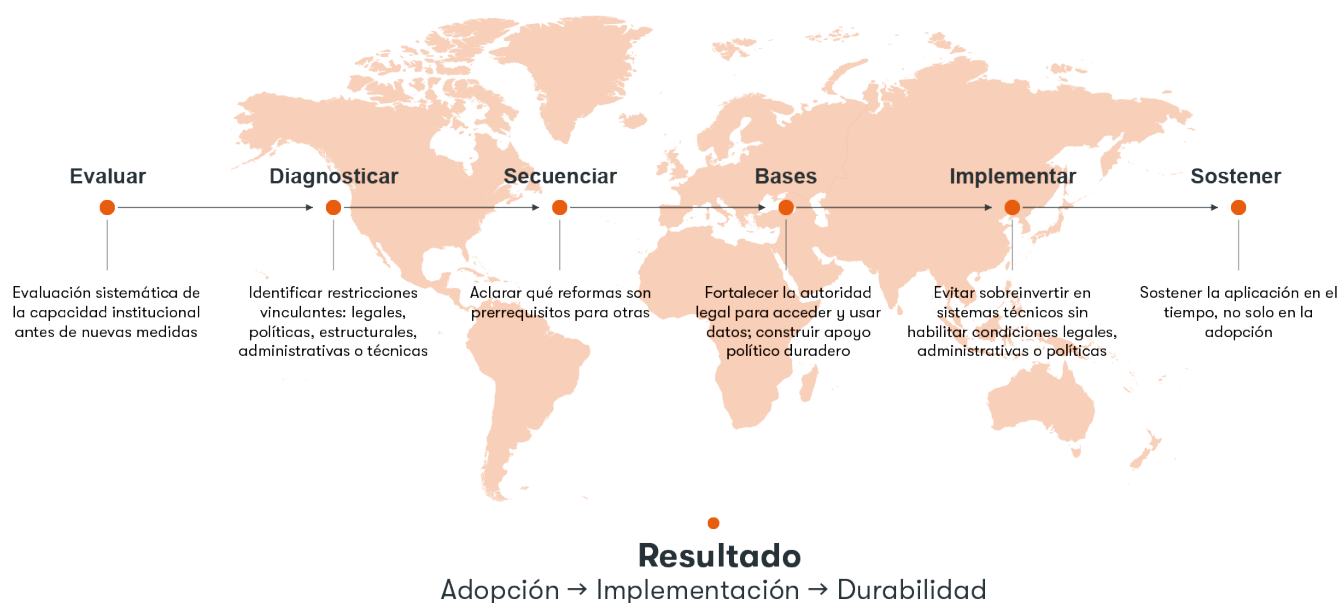 Evaluar
Diagnosticar
Secuenciar
Bases
Implementar
Sostener
Evaluación sistemática de
la capacidad institucional
antes de nuevas medidas
Identificar restricciones
vinculantes: legales,
políticas, estructurales,
administrativas o técnicas
Aclarar qué reformas son
prerrequisitos para otras
Fortalecer la autoridad
legal para acceder y usar
datos; construir apoyo
político duradero
Evitar sobreinvertir en
sistemas técnicos sin
habilitar condiciones legales,
administrativas o políticas
Sostener la aplicación en el
tiempo, no solo en la
adopción
Resultado
Adopción → Implementación → Durabilidad